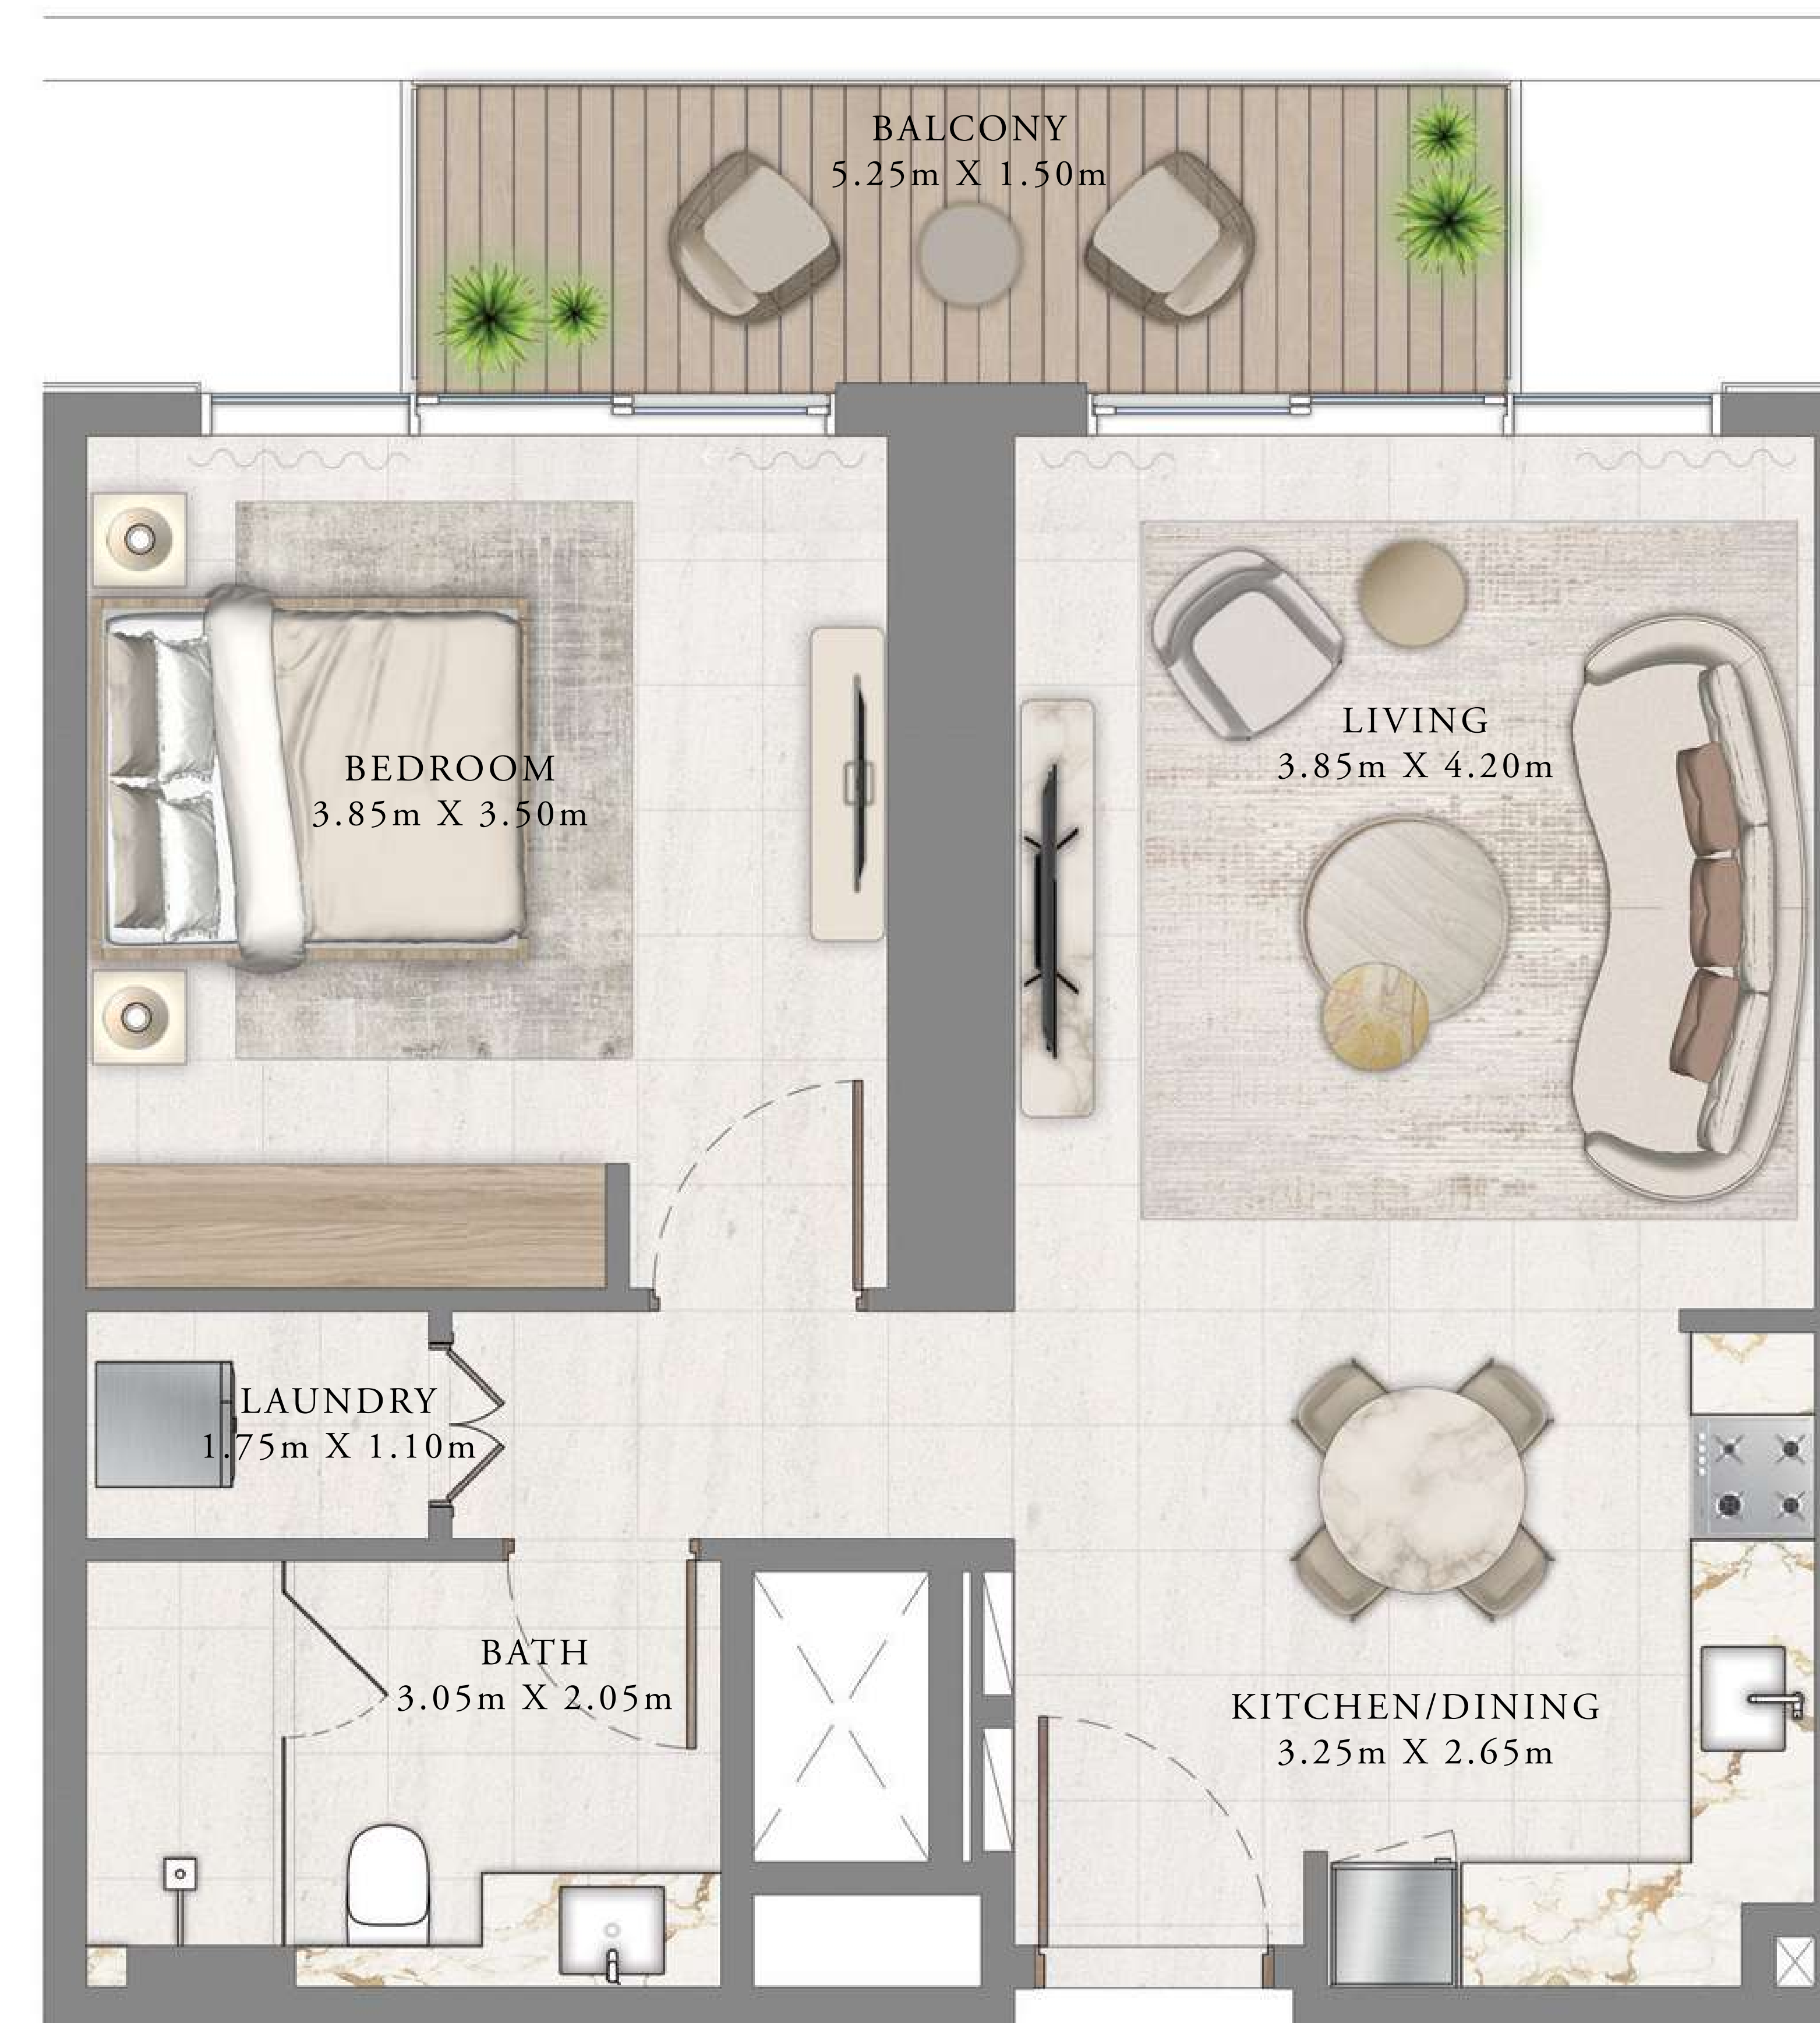 BALCONY
5.25m X 1.50m
BEDROOM
3.85m X 3.50m
LIVING
3.85m X 4.20m
LAUNDRY
1.75m X 1.10m
BATH
3.05m X 2.05m
KITCHEN/DINING
3.25m X 2.65m